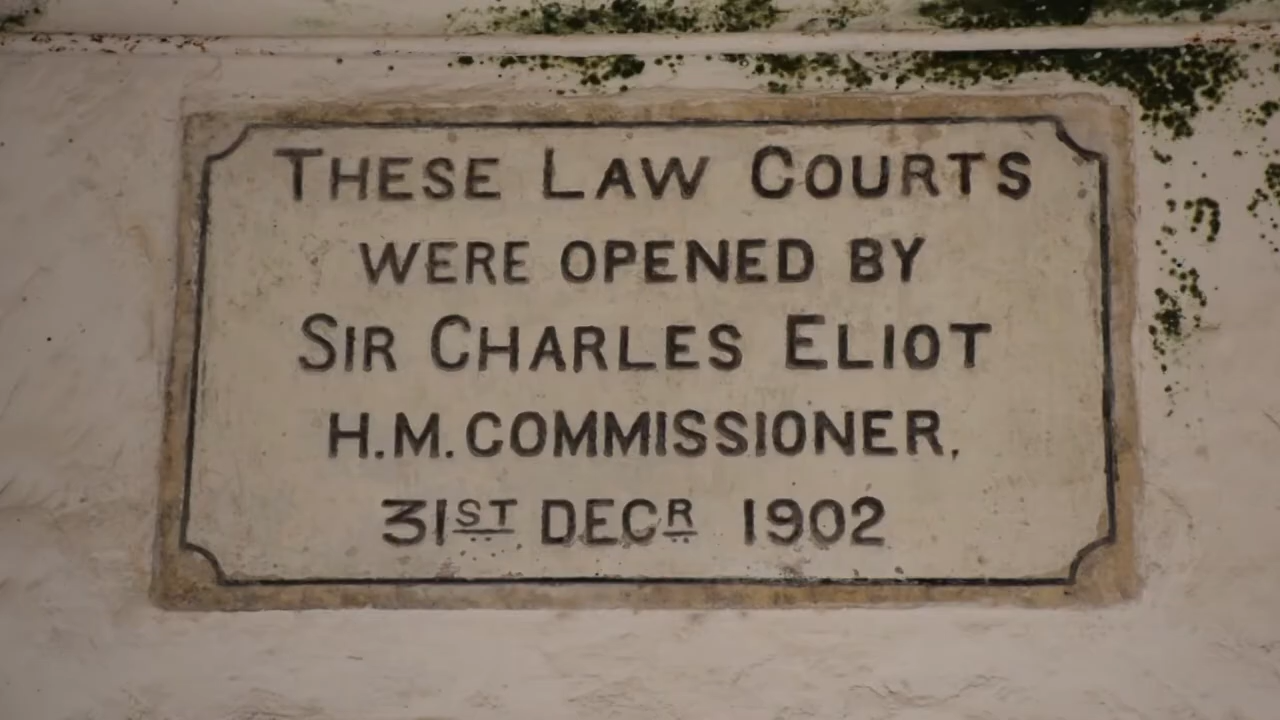 THESE LAW COURTS
WERE OPENED BY
SIR CHARLES ELIOT
H.M. COMMISSIONER.
31ST DECR 1902